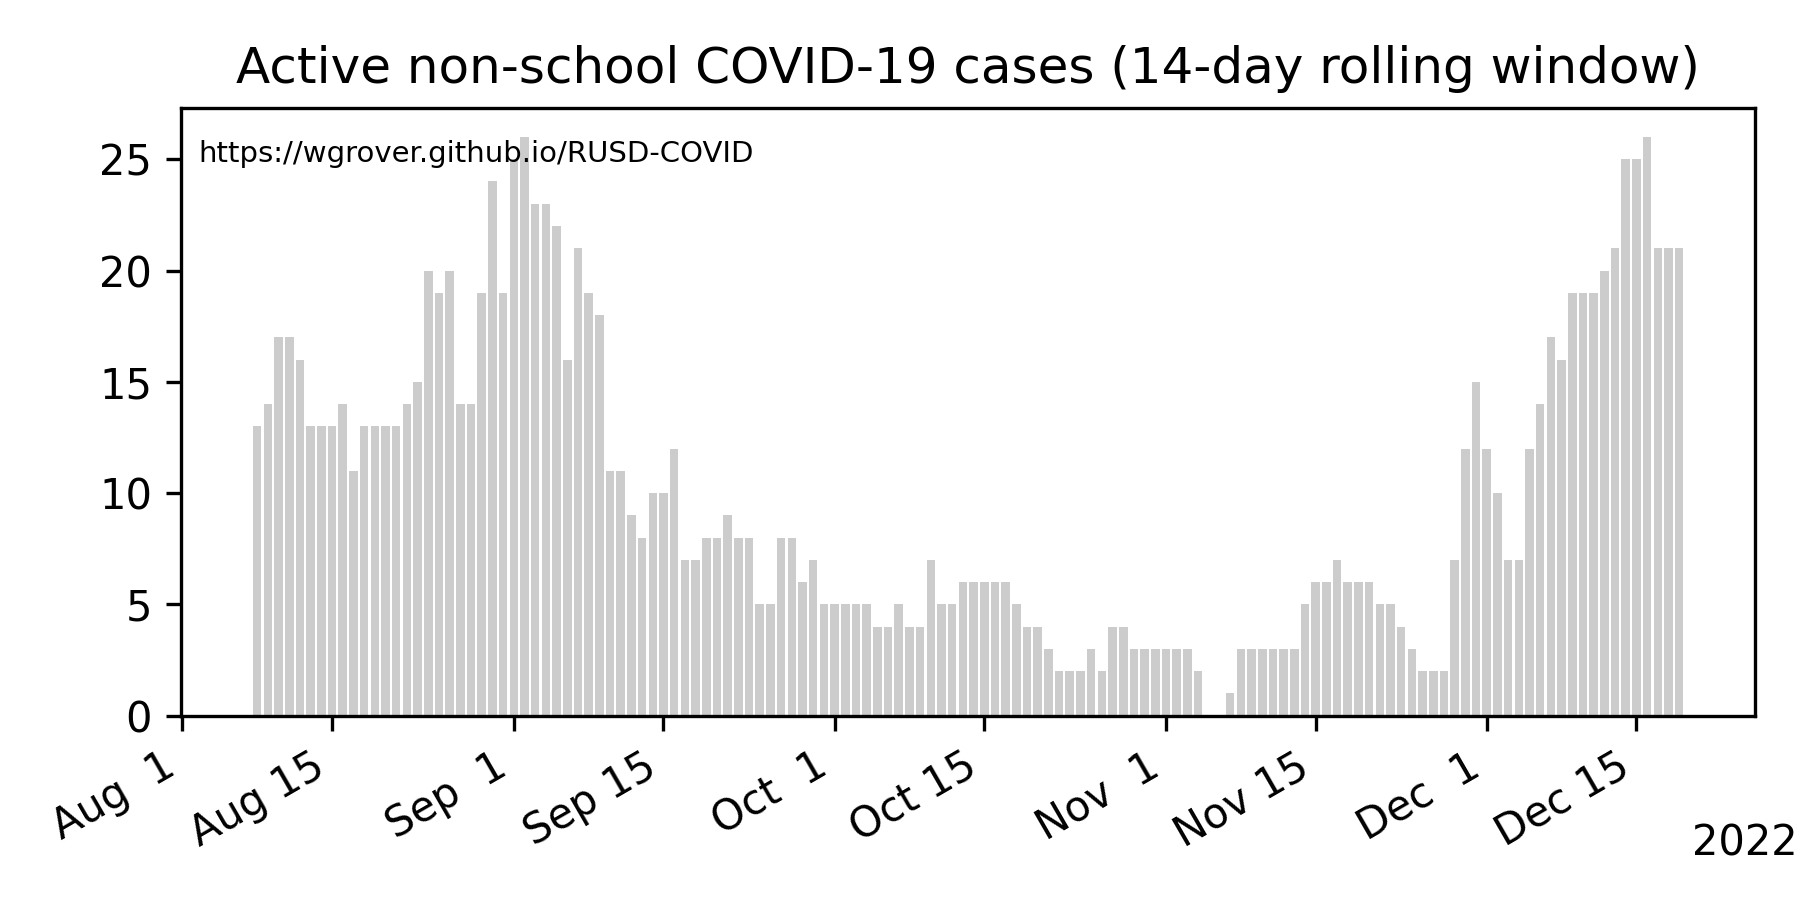 Active non-school COVID-19 cases (14-day rolling window)
https://wgrover.github.io/RUSD-COVID
25
20
15
10
5
0
Aug 1
Aug 15
Sep 1
Sep 15
Oct 1
Oct 15
Nov 1
Nov 15
Dec 1
Dec 15
2022